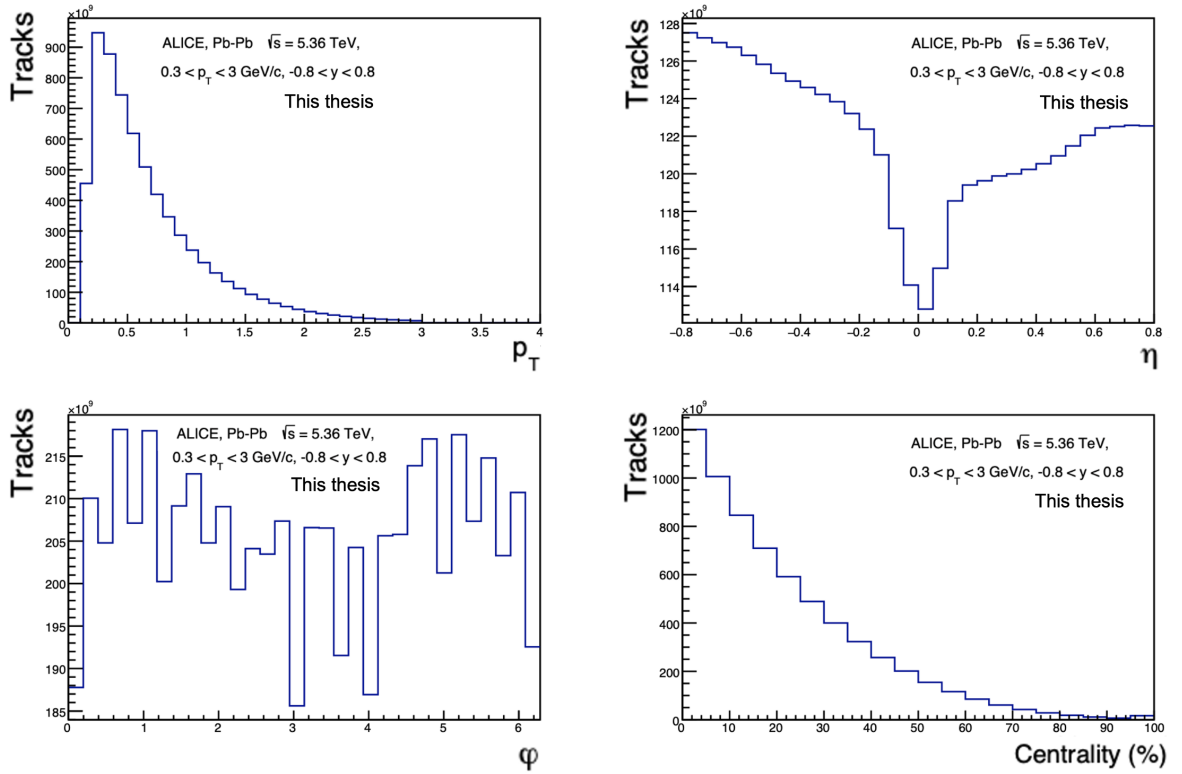 ×10⁹
Tracks
900
800
700
600
500
400
300
200
100
0
ALICE, Pb-Pb √s = 5.36 TeV,
0.3 < p_T < 3 GeV/c, -0.8 < y < 0.8
This thesis
0 0.5 1 1.5 2 2.5 3 3.5 4
p_T
×10⁹
Tracks
128
126
124
122
120
118
116
114
ALICE, Pb-Pb √s = 5.36 TeV,
0.3 < p_T < 3 GeV/c, -0.8 < y < 0.8
This thesis
−0.8 −0.6 −0.4 −0.2 0 0.2 0.4 0.6 0.8
η
×10⁹
Tracks
215
210
205
200
195
190
185
ALICE, Pb-Pb √s = 5.36 TeV,
0.3 < p_T < 3 GeV/c, -0.8 < y < 0.8
This thesis
0 1 2 3 4 5 6
φ
×10⁹
Tracks
1200
1000
800
600
400
200
0
ALICE, Pb-Pb √s = 5.36 TeV,
0.3 < p_T < 3 GeV/c, -0.8 < y < 0.8
This thesis
0 10 20 30 40 50 60 70 80 90 100
Centrality (%)